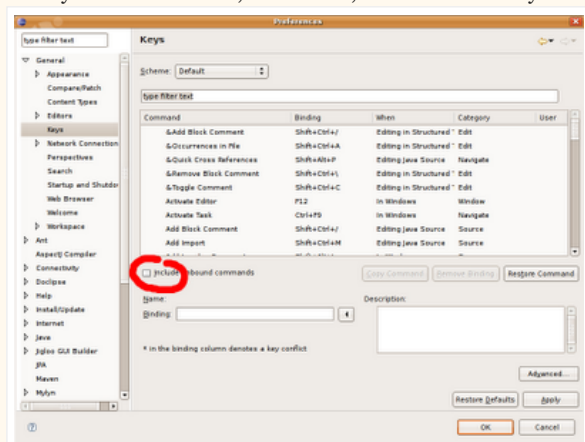 Preferences
type filter text
Keys
General
Appearance
Compare/Patch
Content Types
Editors
Keys
Network Connection
Perspectives
Search
Startup and Shutdo
Web Browser
Welcome
Workspace
Ant
AspectJ Compiler
Connectivity
Doclipse
Help
Install/Update
Internet
Java
Jigloo GUI Builder
JPA
Maven
Mylyn
Scheme: Default
type filter text
Command Binding When Category User
&Add Block Comment Shift+Ctrl+/ Editing in Structured Edit
&Occurrences in File Shift+Ctrl+A Editing in Structured Edit
&Quick Cross References Shift+Alt+P Editing Java Source Navigate
&Remove Block Comment Shift+Ctrl+\ Editing in Structured Edit
&Toggle Comment Shift+Ctrl+C Editing in Structured Edit
Activate Editor F12 In Windows Window
Activate Task Ctrl+F9 In Windows Navigate
Add Block Comment Shift+Ctrl+/ Editing Java Source Source
Add Import Shift+Ctrl+M Editing Java Source Source
Include unbound commands
Copy Command Remove Binding Restore Command
Name: Description:
Binding:
* in the binding column denotes a key conflict
Advanced...
Restore Defaults Apply
OK Cancel